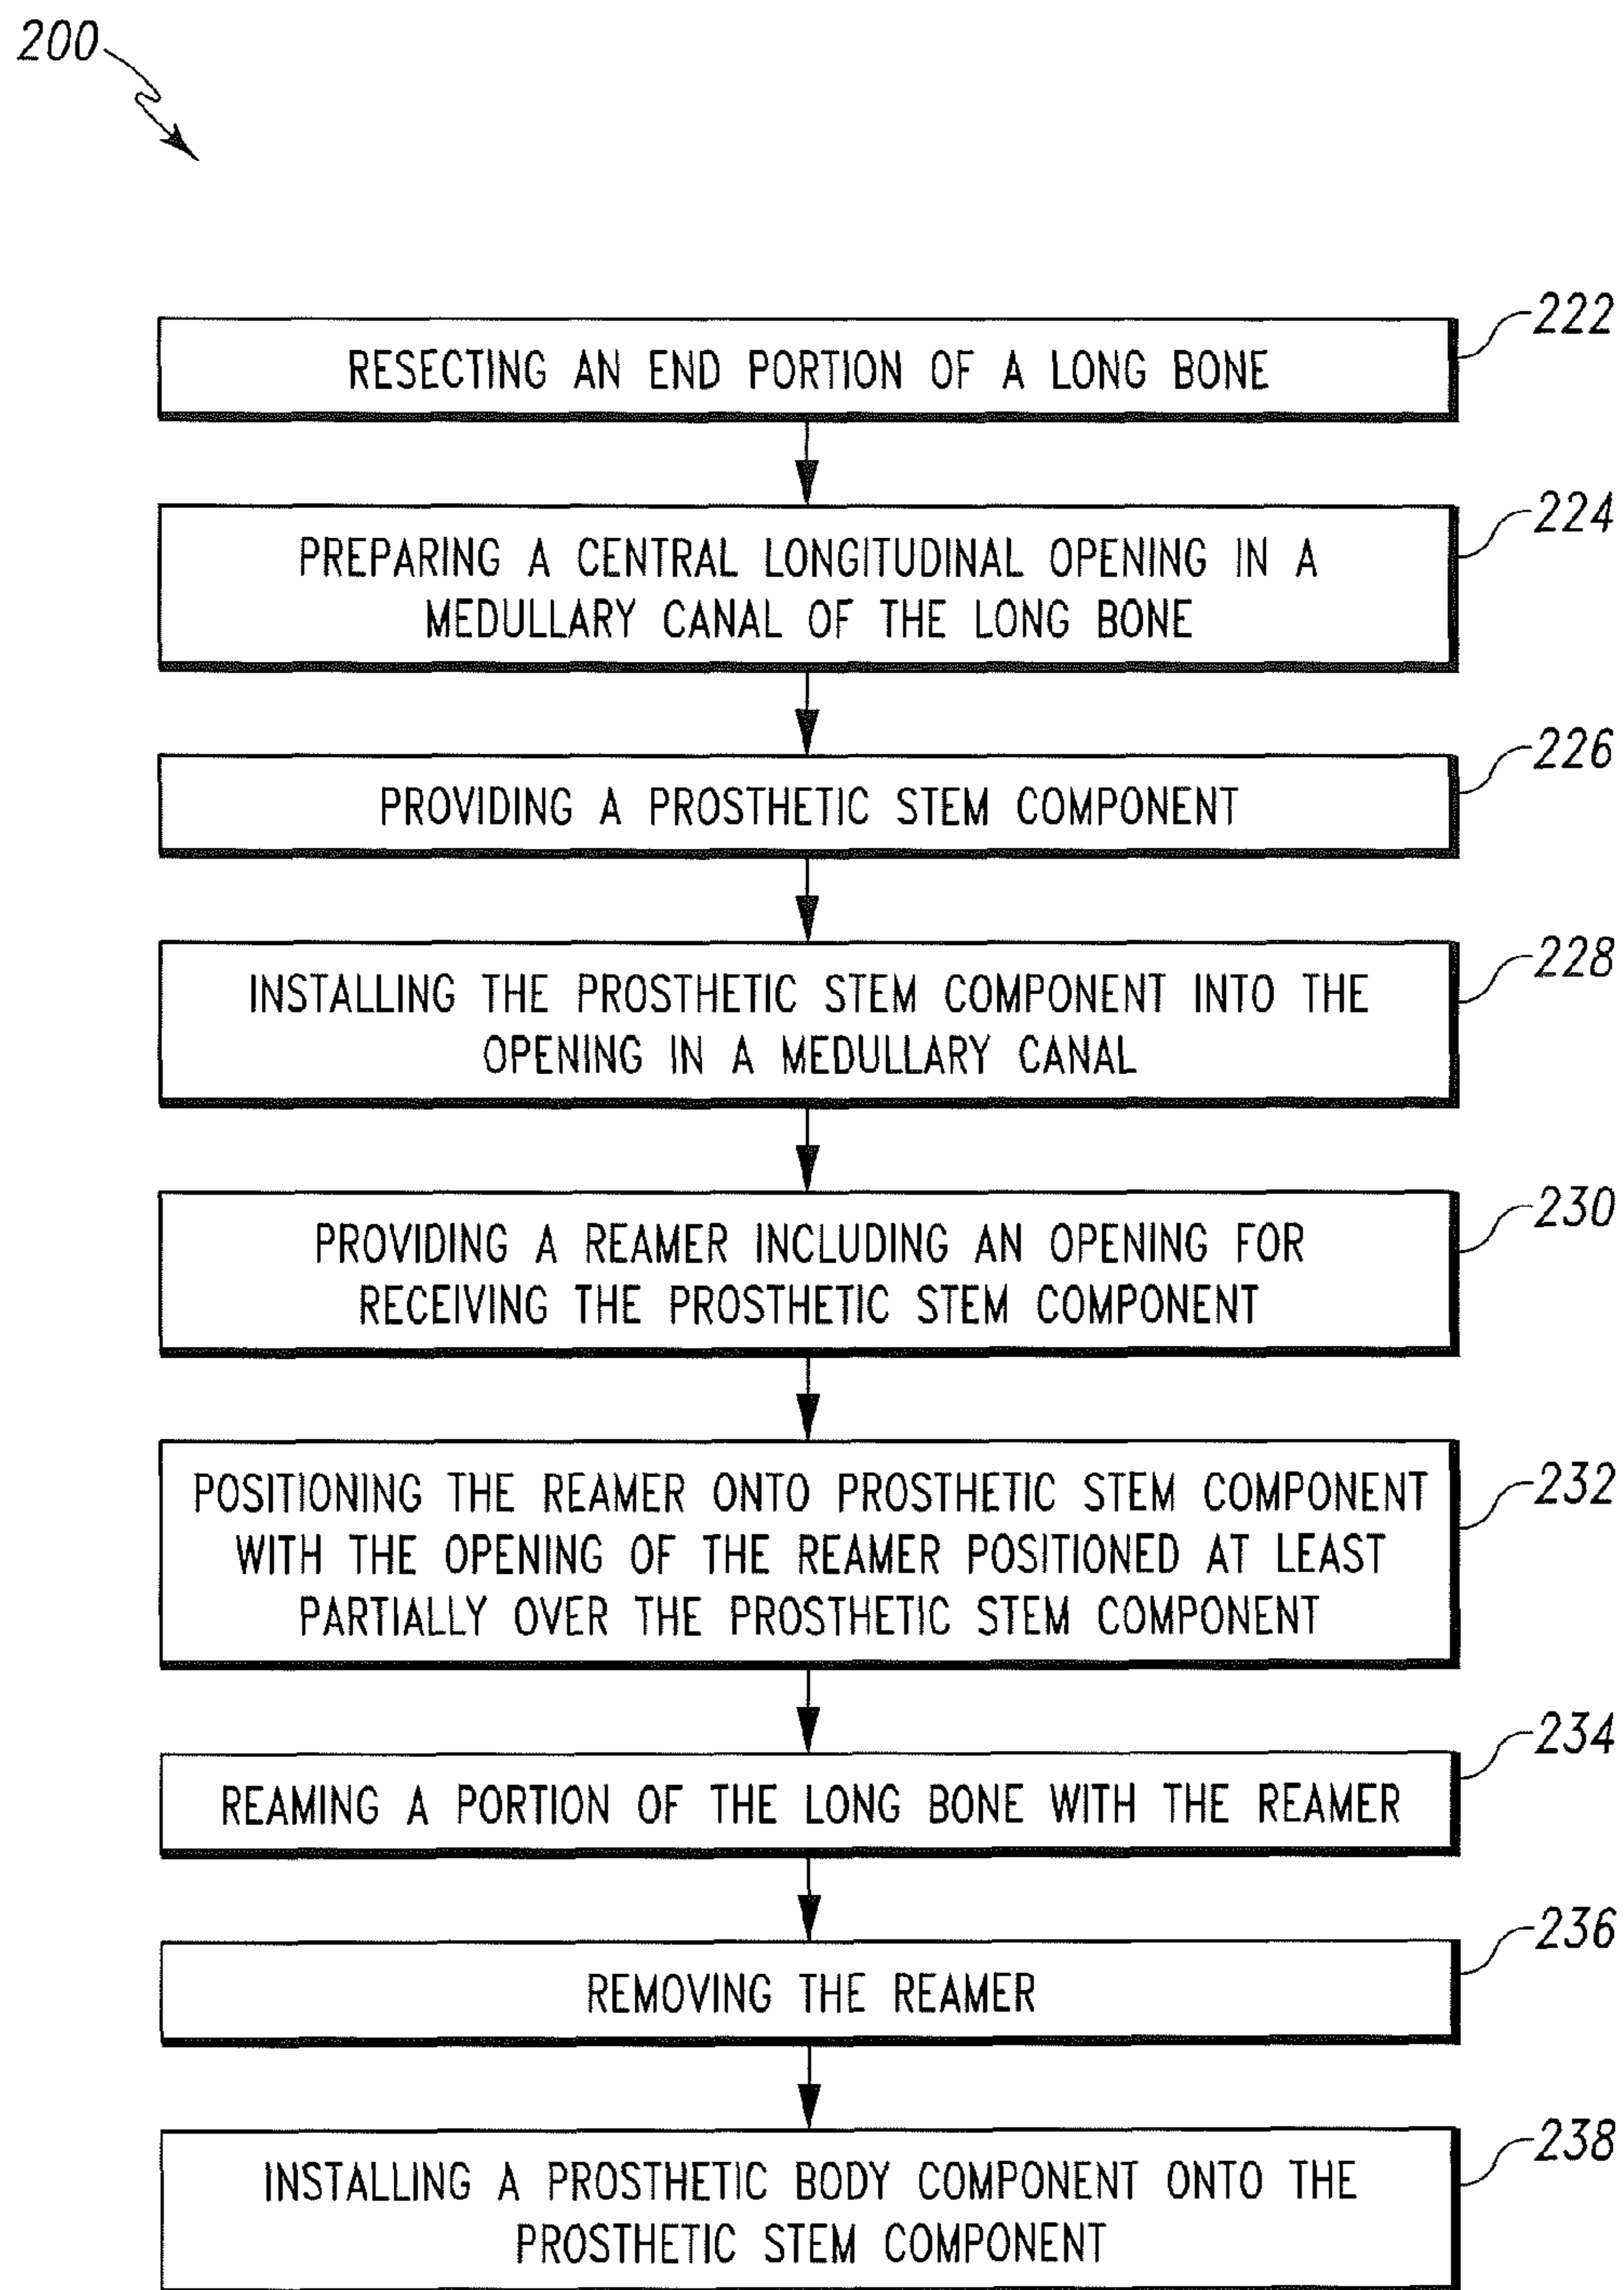 200
222
RESECTING AN END PORTION OF A LONG BONE
224
PREPARING A CENTRAL LONGITUDINAL OPENING IN A
MEDULLARY CANAL OF THE LONG BONE
226
PROVIDING A PROSTHETIC STEM COMPONENT
228
INSTALLING THE PROSTHETIC STEM COMPONENT INTO THE
OPENING IN A MEDULLARY CANAL
230
PROVIDING A REAMER INCLUDING AN OPENING FOR
RECEIVING THE PROSTHETIC STEM COMPONENT
232
POSITIONING THE REAMER ONTO PROSTHETIC STEM COMPONENT
WITH THE OPENING OF THE REAMER POSITIONED AT LEAST
PARTIALLY OVER THE PROSTHETIC STEM COMPONENT
234
REAMING A PORTION OF THE LONG BONE WITH THE REAMER
236
REMOVING THE REAMER
238
INSTALLING A PROSTHETIC BODY COMPONENT ONTO THE
PROSTHETIC STEM COMPONENT